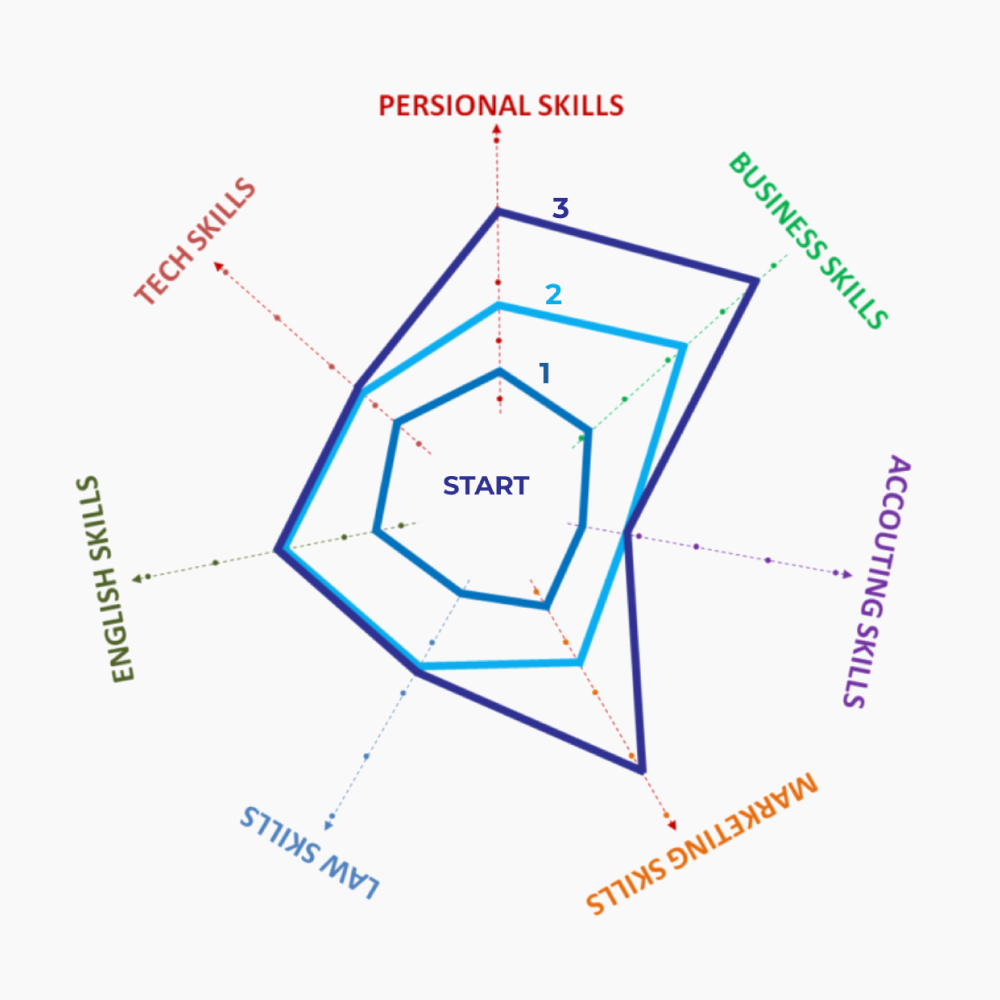 PERSIONAL SKILLS
BUSINESS SKILLS
TECH SKILLS
3
2
1
START
ACCOUTING SKILLS
ENGLISH SKILLS
MARKETING SKILLS
LAW SKILLS